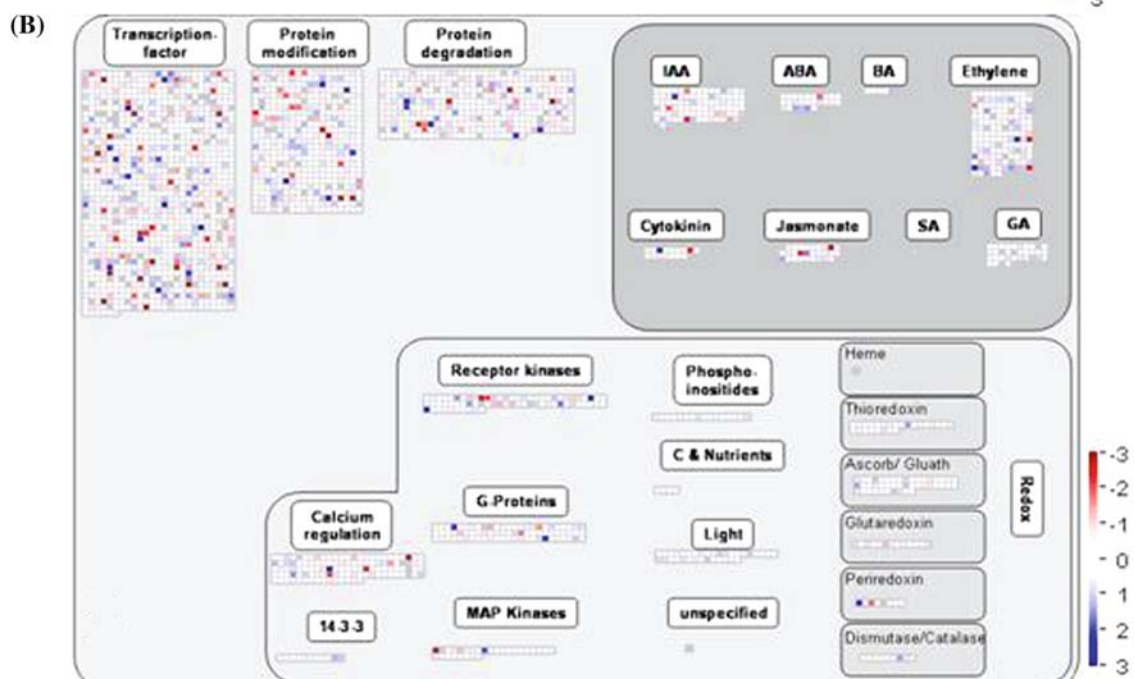 (B)
Transcription-
factor
Protein
modification
Protein
degradation
IAA
ABA
BA
Ethylene
Cytokinin
Jasmonate
SA
GA
Receptor kinases
Phospho-
inositides
C & Nutrients
G-Proteins
Light
Calcium
regulation
MAP Kinases
unspecified
14-3-3
Heme
Thioredoxin
Ascorb/ Gluath
Glutaredoxin
Periredoxin
Dismutase/Catalase
Redox
-3
-2
-1
0
1
2
3